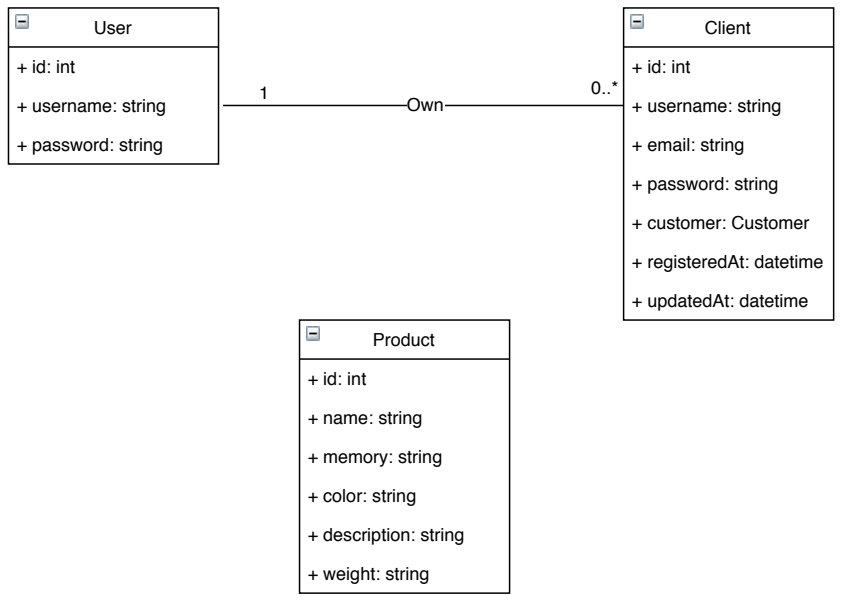 User
+ id: int
+ username: string
+ password: string
1
Own
0..*
Client
+ id: int
+ username: string
+ email: string
+ password: string
+ customer: Customer
+ registeredAt: datetime
+ updatedAt: datetime
Product
+ id: int
+ name: string
+ memory: string
+ color: string
+ description: string
+ weight: string